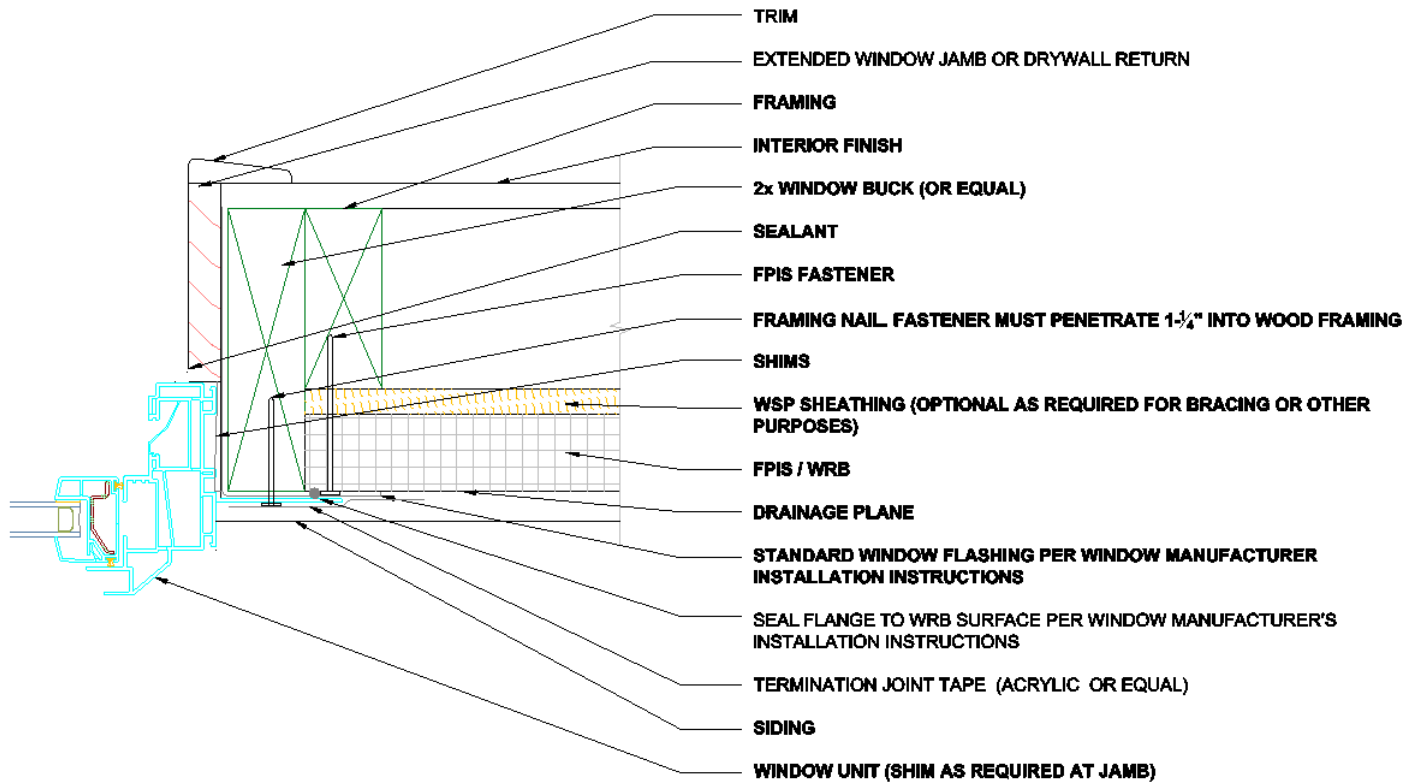 TRIM
EXTENDED WINDOW JAMB OR DRYWALL RETURN
FRAMING
INTERIOR FINISH
2x WINDOW BUCK (OR EQUAL)
SEALANT
FPIS FASTENER
FRAMING NAIL. FASTENER MUST PENETRATE 1-¼" INTO WOOD FRAMING
SHIMS
WSP SHEATHING (OPTIONAL AS REQUIRED FOR BRACING OR OTHER
PURPOSES)
FPIS / WRB
DRAINAGE PLANE
STANDARD WINDOW FLASHING PER WINDOW MANUFACTURER
INSTALLATION INSTRUCTIONS
SEAL FLANGE TO WRB SURFACE PER WINDOW MANUFACTURER'S
INSTALLATION INSTRUCTIONS
TERMINATION JOINT TAPE (ACRYLIC OR EQUAL)
SIDING
WINDOW UNIT (SHIM AS REQUIRED AT JAMB)